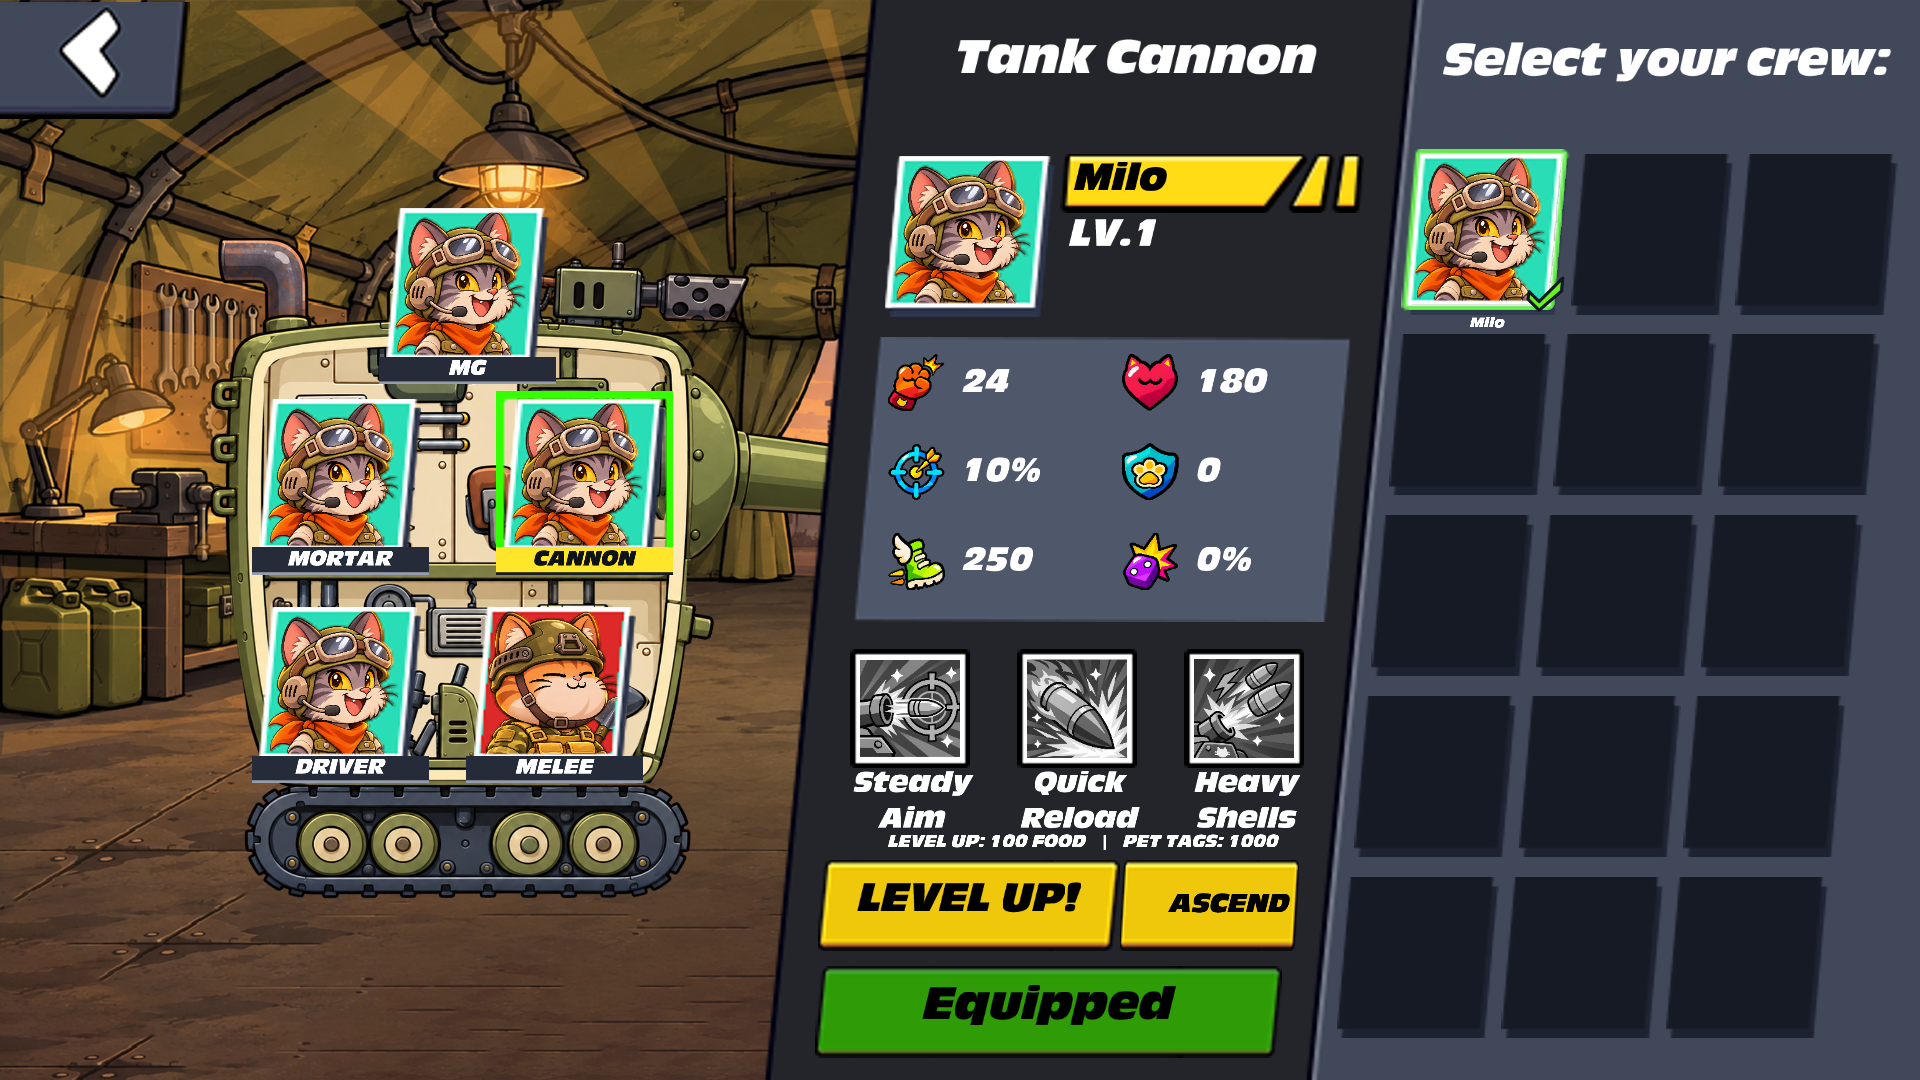 Tank Cannon
Select your crew:
Milo
LV.1
Milo
MG
24
180
10%
0
250
0%
MORTAR
CANNON
DRIVER
MELEE
Steady
Aim
Quick
Reload
Heavy
Shells
LEVEL UP: 100 FOOD | PET TAGS: 1000
LEVEL UP!
ASCEND
Equipped